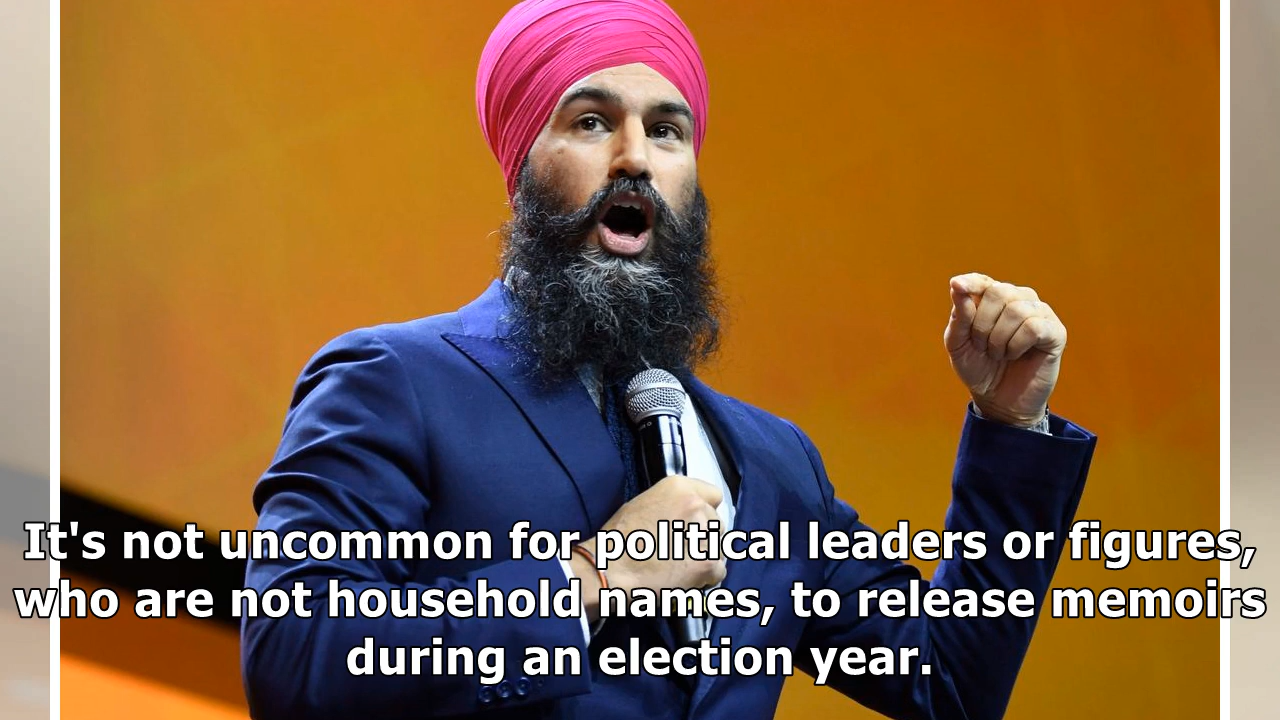 It's not uncommon for political leaders or figures,
who are not household names, to release memoirs
during an election year.